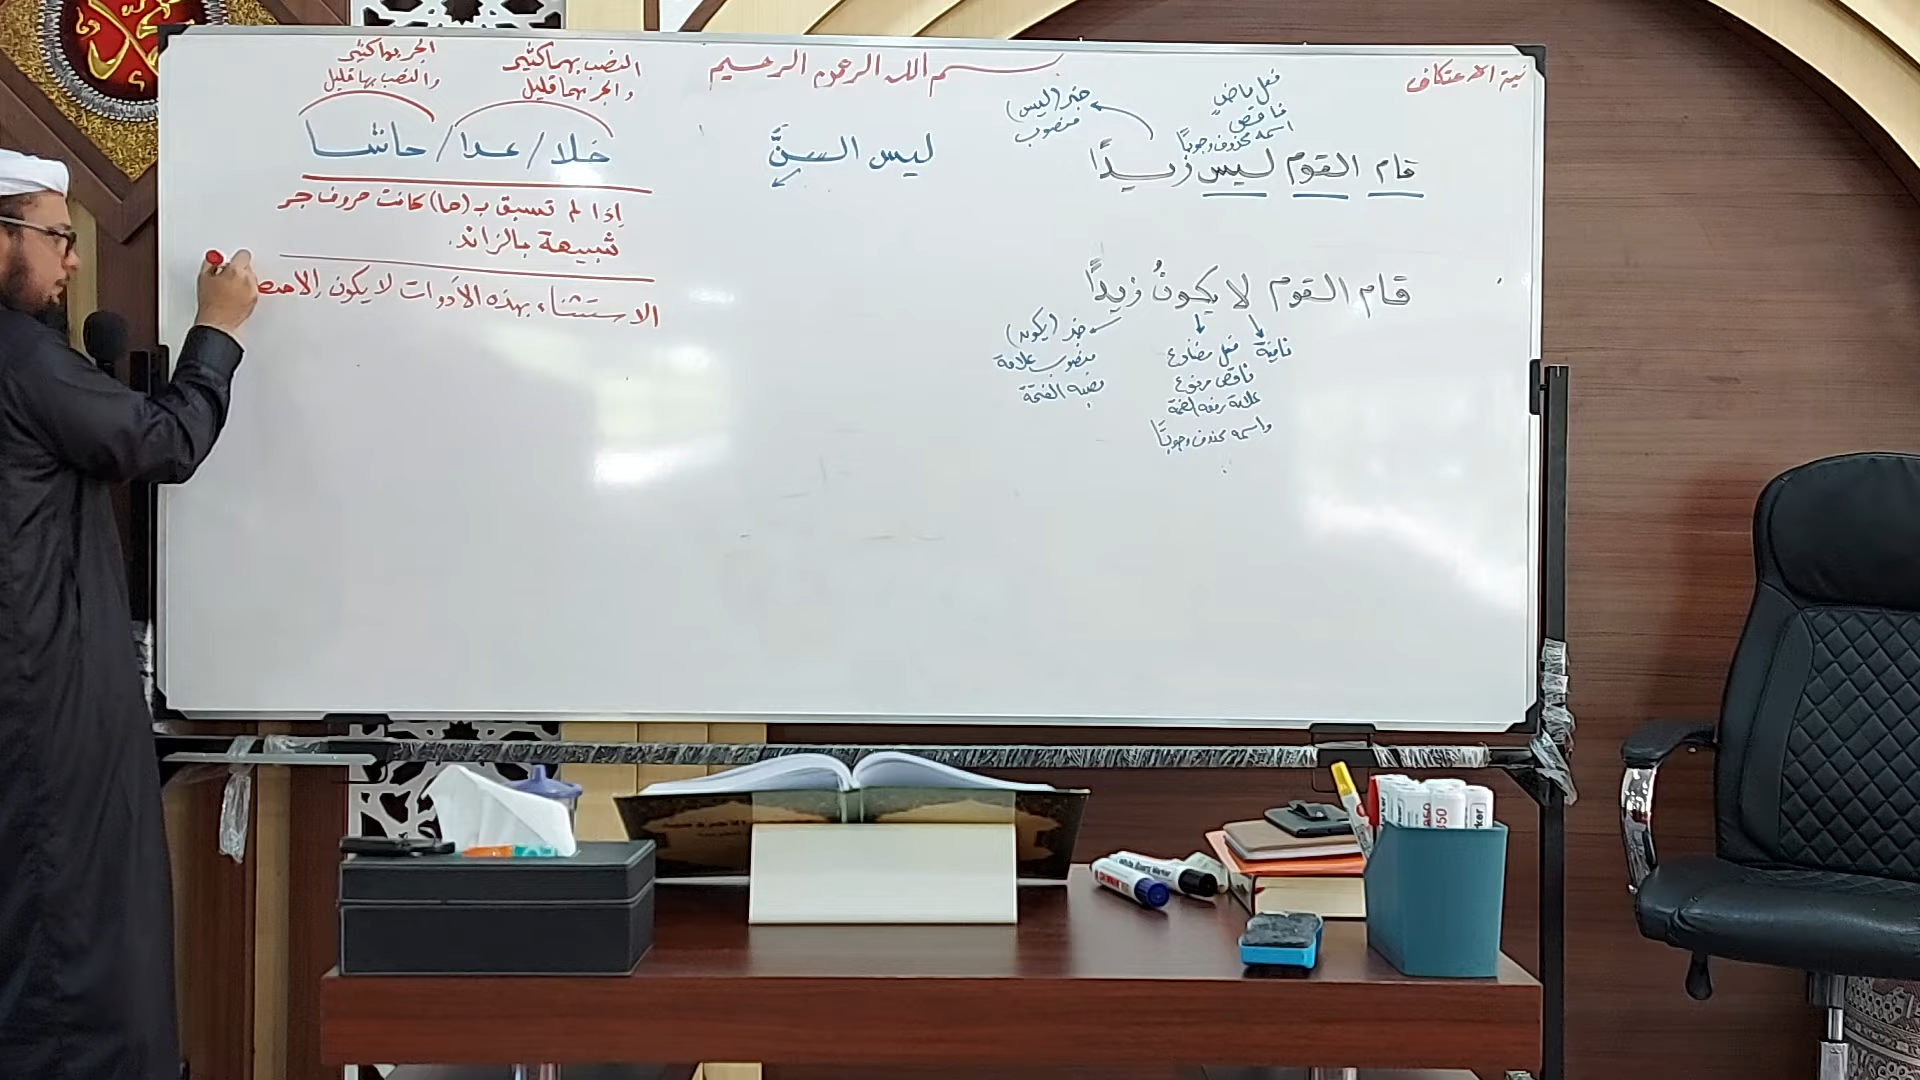 نية الاعتكاف
بسم الله الرحمن الرحيم
فعل ماضٍ
ناقص
اسمه محذوف وجوبًا
خبر (ليس)
منصوب
قام القوم ليس زيدًا
قام القوم لا يكونُ زيدًا
نافية
فعل مضارع
ناقص مرفوع
علامة رفعه الضمة
واسمه محذوف وجوبًا
خبر (يكون)
منصوب علامة
نصبه الفتحة
ليس السنَّ
النصب بهما كثير
والجر بهما قليل
الجر بها كثير
والنصب بها قليل
خلا / عدا / حاشا
إذا لم تسبق بـ (ما) كانت حروف جر
شبيهة بالزائد.
الاستثناء بهذه الأدوات لا يكون إلا